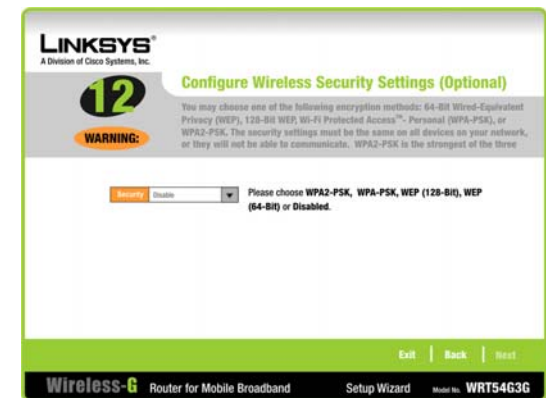 LINKSYS®
A Division of Cisco Systems, Inc.
12
WARNING:
Configure Wireless Security Settings (Optional)
You may choose one of the following encryption methods: 64-Bit Wired-Equivalent
Privacy (WEP), 128-Bit WEP, Wi-Fi Protected Access™- Personal (WPA-PSK), or
WPA2-PSK. The security settings must be the same on all devices on your network,
or they will not be able to communicate. WPA2-PSK is the strongest of the three
Security Disable
Please choose WPA2-PSK, WPA-PSK, WEP (128-Bit), WEP
(64-Bit) or Disabled.
Exit Back Next
Wireless-G Router for Mobile Broadband Setup Wizard Model No. WRT54G3G